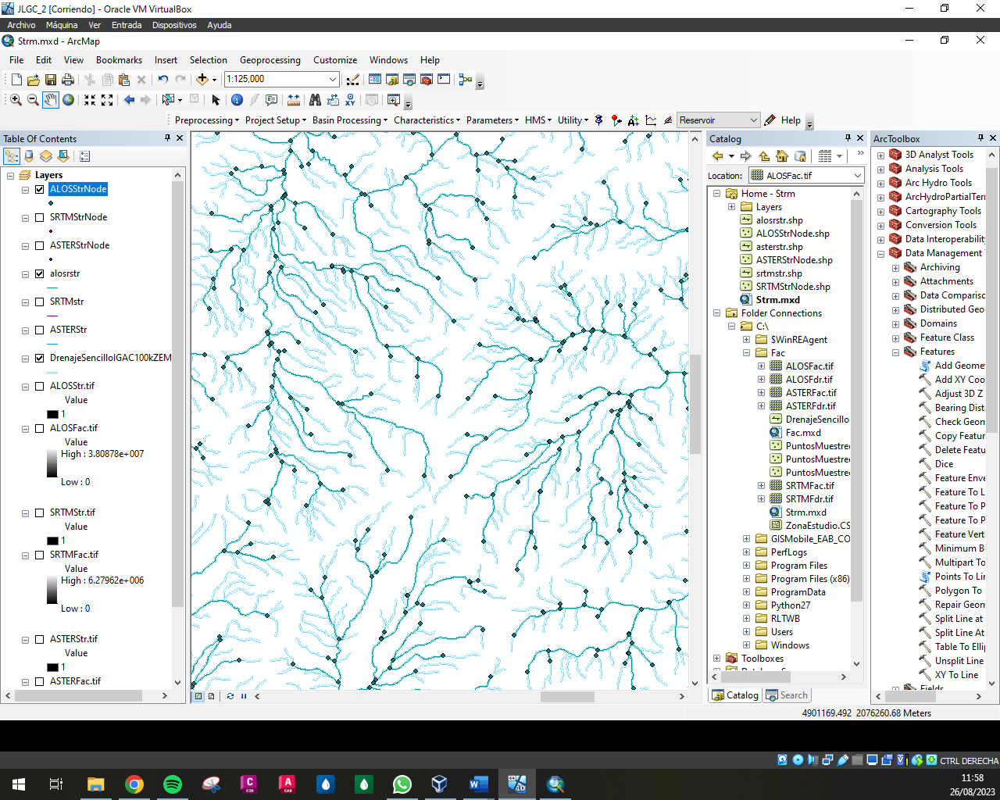 JLGC_2 [Corriendo] - Oracle VM VirtualBox
Archivo Máquina Ver Entrada Dispositivos Ayuda
Strm.mxd - ArcMap
File Edit View Bookmarks Insert Selection Geoprocessing Customize Windows Help
1:125,000
Preprocessing Project Setup Basin Processing Characteristics Parameters HMS Utility Reservoir Help
Table Of Contents
Layers
ALOSStrNode
SRTMStrNode
ASTERStrNode
alosrstr
SRTMstr
ASTERStr
DrenajeSencilloIGAC100kZEM
ALOSStr.tif
Value
1
ALOSFac.tif
Value
High : 3.80878e+007
Low : 0
SRTMStr.tif
Value
1
SRTMFac.tif
Value
High : 6.27962e+006
Low : 0
ASTERStr.tif
Value
1
ASTERFac.tif
Catalog
Location: ALOSFac.tif
Home - Strm
Layers
alosrstr.shp
ALOSStrNode.shp
asterstr.shp
ASTERStrNode.shp
srtmstr.shp
SRTMStrNode.shp
Strm.mxd
Folder Connections
C:\
$WinREAgent
Fac
ALOSFac.tif
ALOSFdr.tif
ASTERFac.tif
ASTERFdr.tif
DrenajeSencillo
Fac.mxd
PuntosMuestre
PuntosMuestre
PuntosMuestre
SRTMFac.tif
SRTMFdr.tif
Strm.mxd
ZonaEstudio.CS
GISMobile_EAB_CO
PerfLogs
Program Files
Program Files (x86)
ProgramData
Python27
RLTWB
Users
Windows
Toolboxes
Catalog Search
ArcToolbox
3D Analyst Tools
Analysis Tools
Arc Hydro Tools
ArcHydroPartialTerr
Cartography Tools
Conversion Tools
Data Interoperability
Data Management
Archiving
Attachments
Data Comparisc
Distributed Geo
Domains
Feature Class
Features
Add Geomet
Add XY Coo
Adjust 3D Z
Bearing Dist
Check Geom
Copy Featur
Delete Featu
Dice
Feature Enve
Feature To L
Feature To P
Feature To P
Feature Vert
Minimum B
Multipart To
Points To Lin
Polygon To
Repair Geom
Split Line at
Split Line At
Table To Elli
Unsplit Line
XY To Line
Fields
4901169.492 2076260.68 Meters
CTRL DERECHA
11:58
26/08/2023